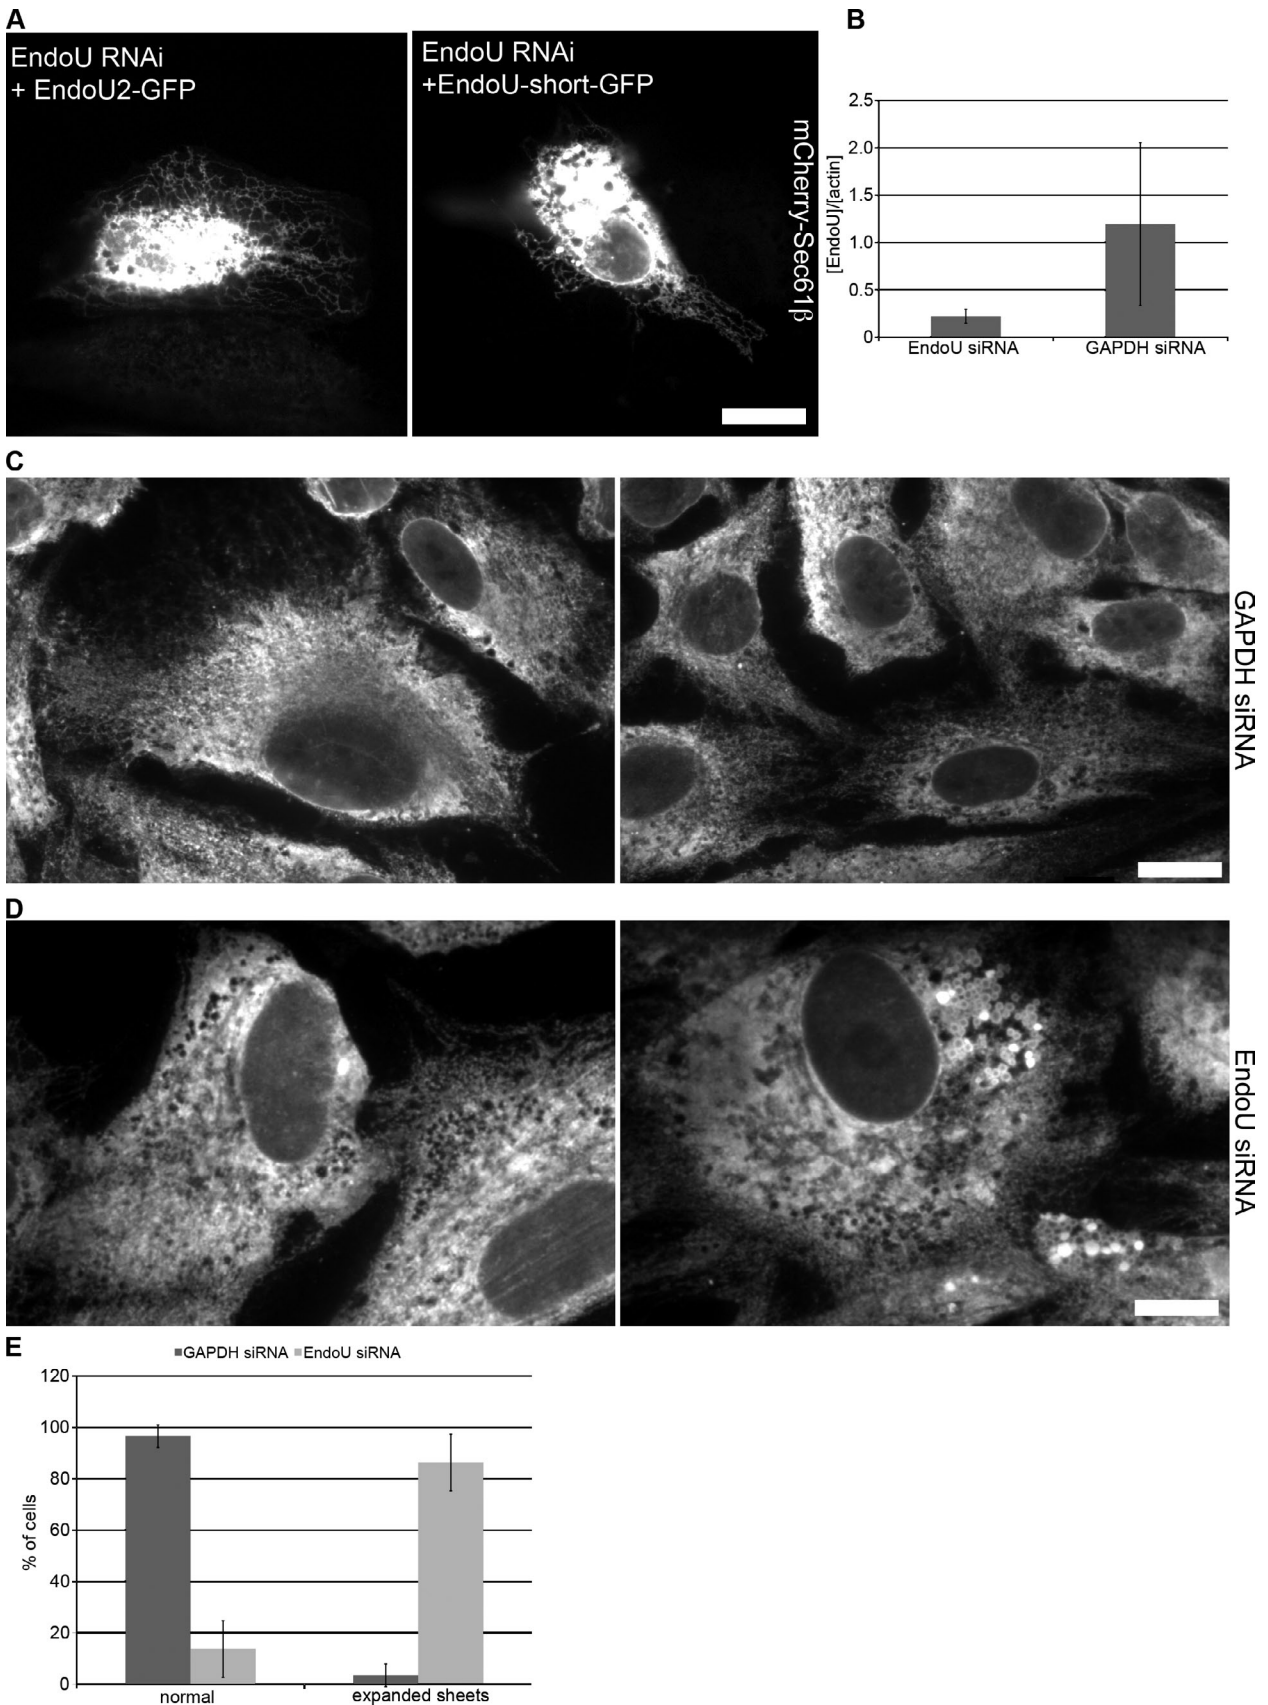 A
EndoU RNAi
+ EndoU2-GFP
EndoU RNAi
+EndoU-short-GFP
mCherry-Sec61β
B
[EndoU]/[actin]
2.5
2.0
1.5
1.0
0.5
0
EndoU siRNA
GAPDH siRNA
C
GAPDH siRNA
D
EndoU siRNA
E
GAPDH siRNA EndoU siRNA
% of cells
120
100
80
60
40
20
0
normal
expanded sheets